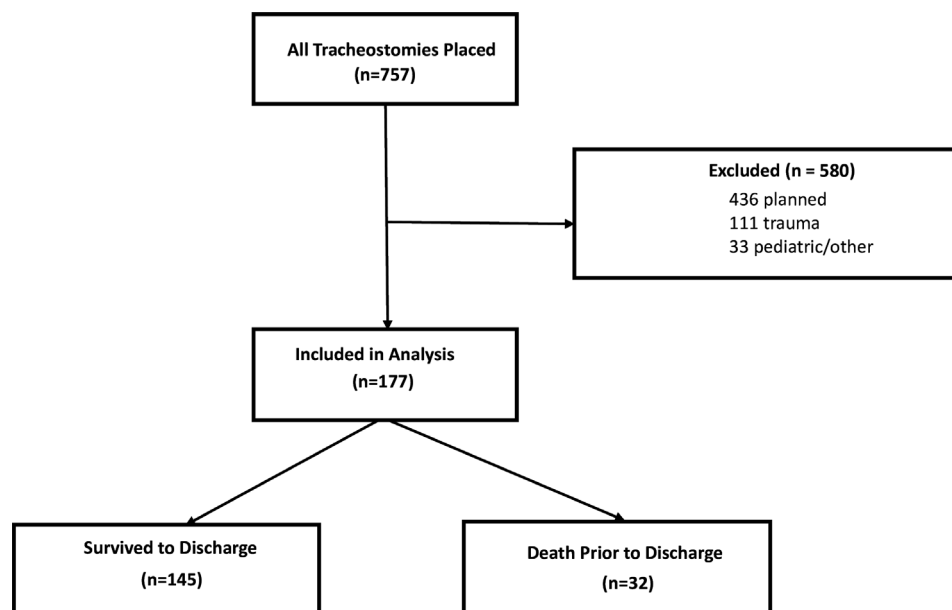 All Tracheostomies Placed
(n=757)
Excluded (n = 580)
436 planned
111 trauma
33 pediatric/other
Included in Analysis
(n=177)
Survived to Discharge
(n=145)
Death Prior to Discharge
(n=32)